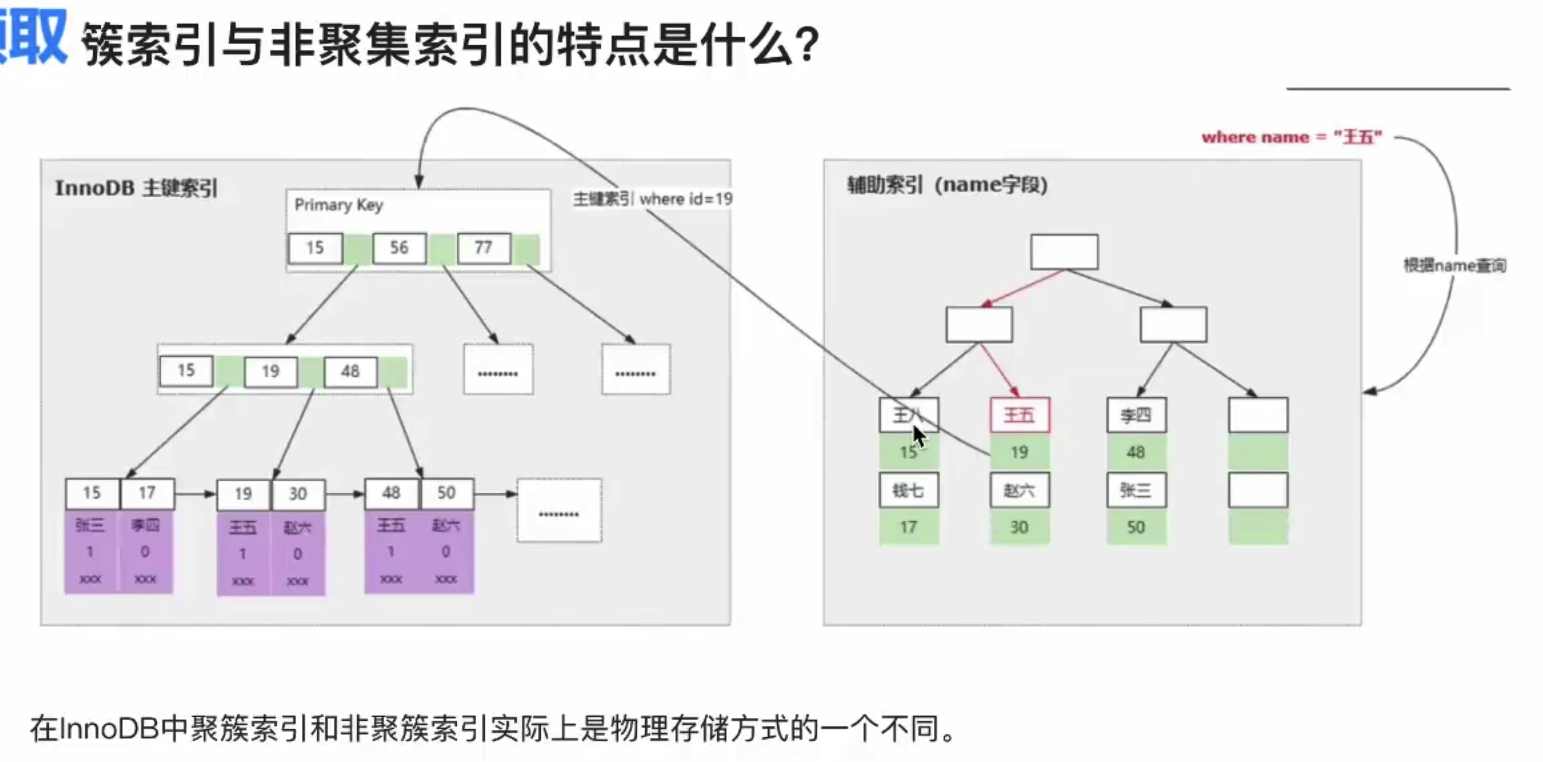 取 簇索引与非聚集索引的特点是什么?
where name = "王五"
InnoDB 主键索引
主键索引 where id=19
辅助索引 (name字段)
Primary Key
15 56 77
根据name查询
15 19 48
........ ........
王八 王五 李四
15 19 48
钱七 赵六 张三
17 30 50
15 17 19 30 48 50
........
张三 李四 王五 赵六 王五 赵六
1 0 1 0 1 0
xxx xxx xxx xxx xxx xxx
在InnoDB中聚簇索引和非聚簇索引实际上是物理存储方式的一个不同。